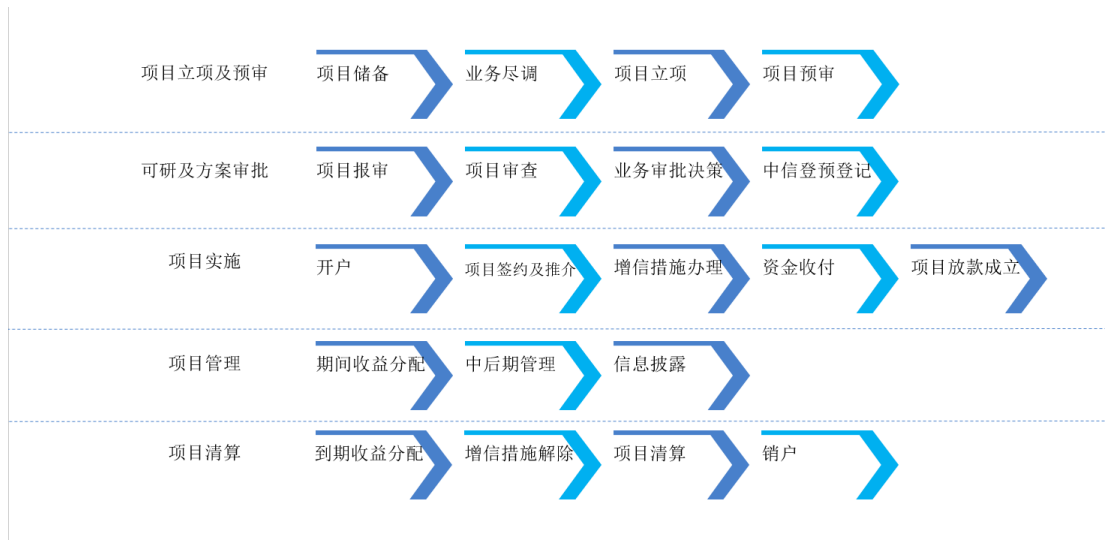 项目立项及预审 项目储备 业务尽调 项目立项 项目预审
可研及方案审批 项目报审 项目审查 业务审批决策 中信登预登记
项目实施 开户 项目签约及推介 增信措施办理 资金收付 项目放款成立
项目管理 期间收益分配 中后期管理 信息披露
项目清算 到期收益分配 增信措施解除 项目清算 销户